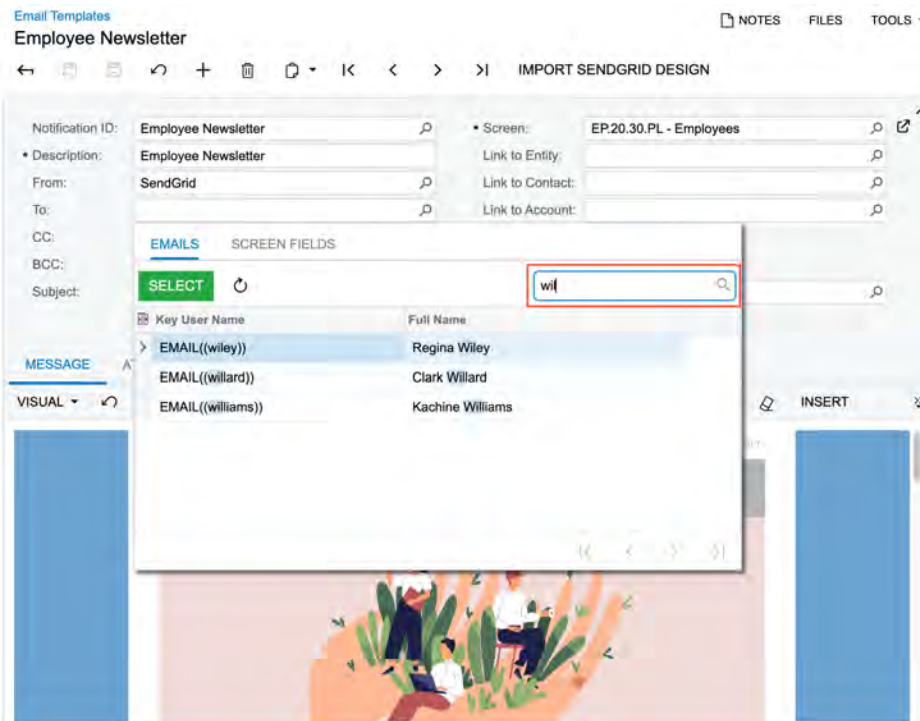 Email Templates
Employee Newsletter
NOTES FILES TOOLS
IMPORT SENDGRID DESIGN
Notification ID: Employee Newsletter
• Screen: EP.20.30.PL - Employees
• Description: Employee Newsletter
Link to Entity:
From: SendGrid
Link to Contact:
To:
Link to Account:
CC:
BCC:
Subject:
EMAILS SCREEN FIELDS
SELECT
wil
Key User Name Full Name
EMAIL((wiley)) Regina Wiley
EMAIL((willard)) Clark Willard
EMAIL((williams)) Kachine Williams
MESSAGE
VISUAL
INSERT